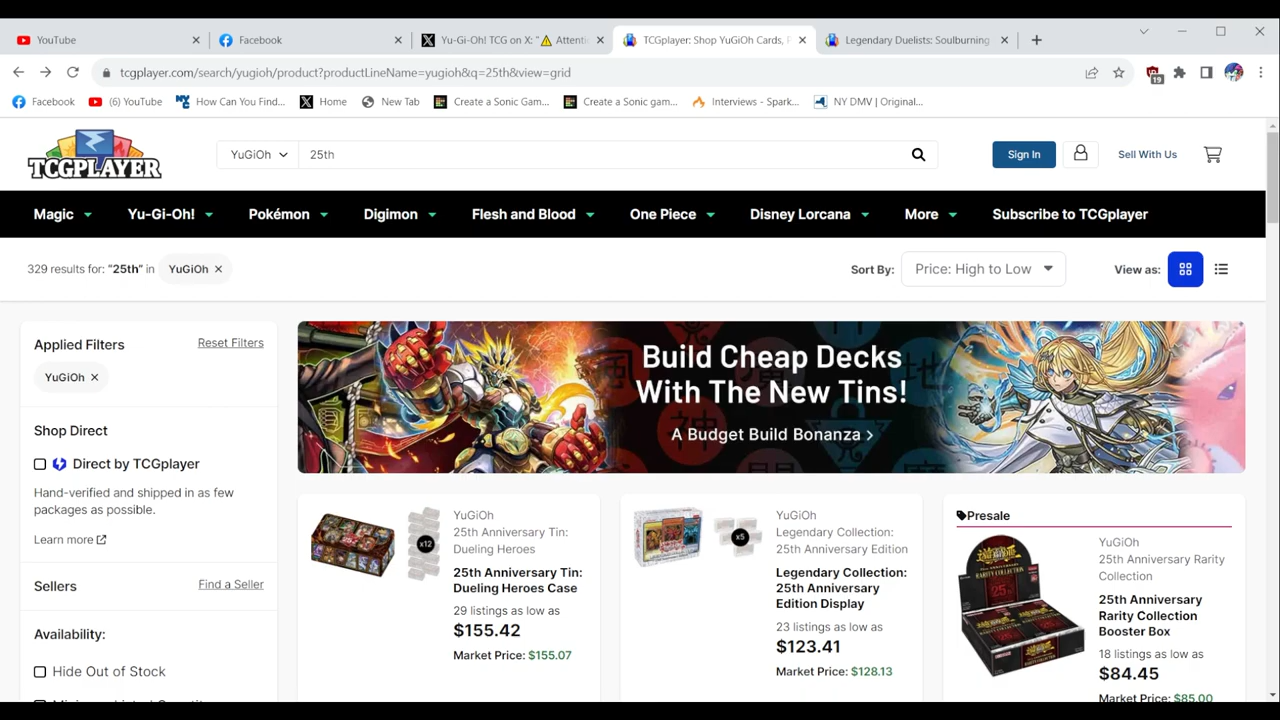 YouTube
Facebook
Yu-Gi-Oh! TCG on X: "⚠ Attenti
TCGplayer: Shop YuGiOh Cards, P
Legendary Duelists: Soulburning
tcgplayer.com/search/yugioh/product?productLineName=yugioh&q=25th&view=grid
19
Facebook
(6) YouTube
How Can You Find...
Home
New Tab
Create a Sonic Gam...
Create a Sonic gam...
Interviews - Spark...
NY DMV | Original...
TCGPLAYER
YuGiOh
25th
Sign In
Sell With Us
Magic
Yu-Gi-Oh!
Pokémon
Digimon
Flesh and Blood
One Piece
Disney Lorcana
More
Subscribe to TCGplayer
329 results for: "25th" in
YuGiOh
Sort By:
Price: High to Low
View as:
Applied Filters
Reset Filters
YuGiOh
Shop Direct
Direct by TCGplayer
Hand-verified and shipped in as few
packages as possible.
Learn more
Sellers
Find a Seller
Availability:
Hide Out of Stock
Build Cheap Decks
With The New Tins!
A Budget Build Bonanza >
x12
YuGiOh
25th Anniversary Tin:
Dueling Heroes
25th Anniversary Tin:
Dueling Heroes Case
29 listings as low as
$155.42
Market Price: $155.07
x5
YuGiOh
Legendary Collection:
25th Anniversary Edition
Legendary Collection:
25th Anniversary
Edition Display
23 listings as low as
$123.41
Market Price: $128.13
Presale
YuGiOh
25th Anniversary Rarity
Collection
25th Anniversary
Rarity Collection
Booster Box
18 listings as low as
$84.45
Market Price: $85.00